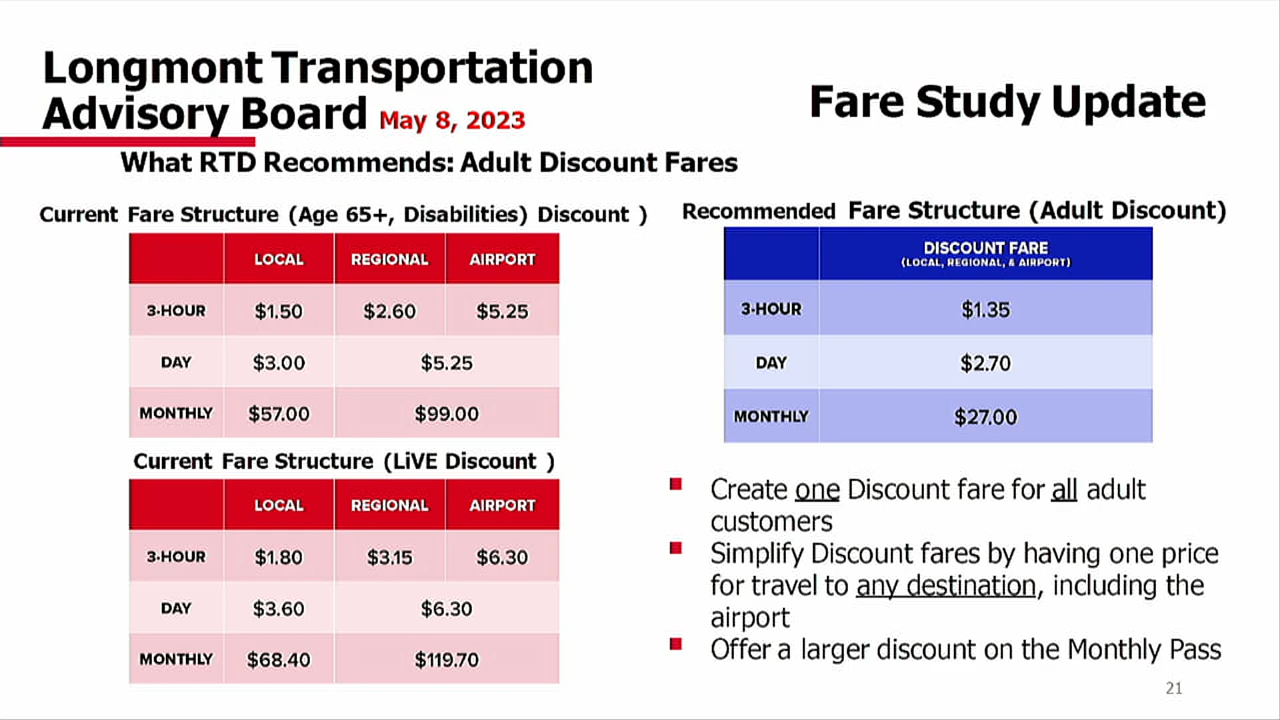 Longmont Transportation
Advisory Board May 8, 2023
Fare Study Update
What RTD Recommends: Adult Discount Fares
Current Fare Structure (Age 65+, Disabilities) Discount )
LOCAL REGIONAL AIRPORT
3-HOUR $1.50 $2.60 $5.25
DAY $3.00 $5.25
MONTHLY $57.00 $99.00
Current Fare Structure (LiVE Discount )
LOCAL REGIONAL AIRPORT
3-HOUR $1.80 $3.15 $6.30
DAY $3.60 $6.30
MONTHLY $68.40 $119.70
Recommended Fare Structure (Adult Discount)
DISCOUNT FARE
(LOCAL, REGIONAL, & AIRPORT)
3-HOUR $1.35
DAY $2.70
MONTHLY $27.00
Create one Discount fare for all adult
customers
Simplify Discount fares by having one price
for travel to any destination, including the
airport
Offer a larger discount on the Monthly Pass
21